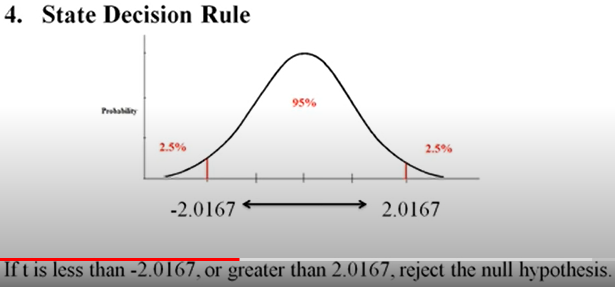 4. State Decision Rule
95%
Probability
2.5%
2.5%
-2.0167
2.0167
If t is less than -2.0167, or greater than 2.0167, reject the null hypothesis.